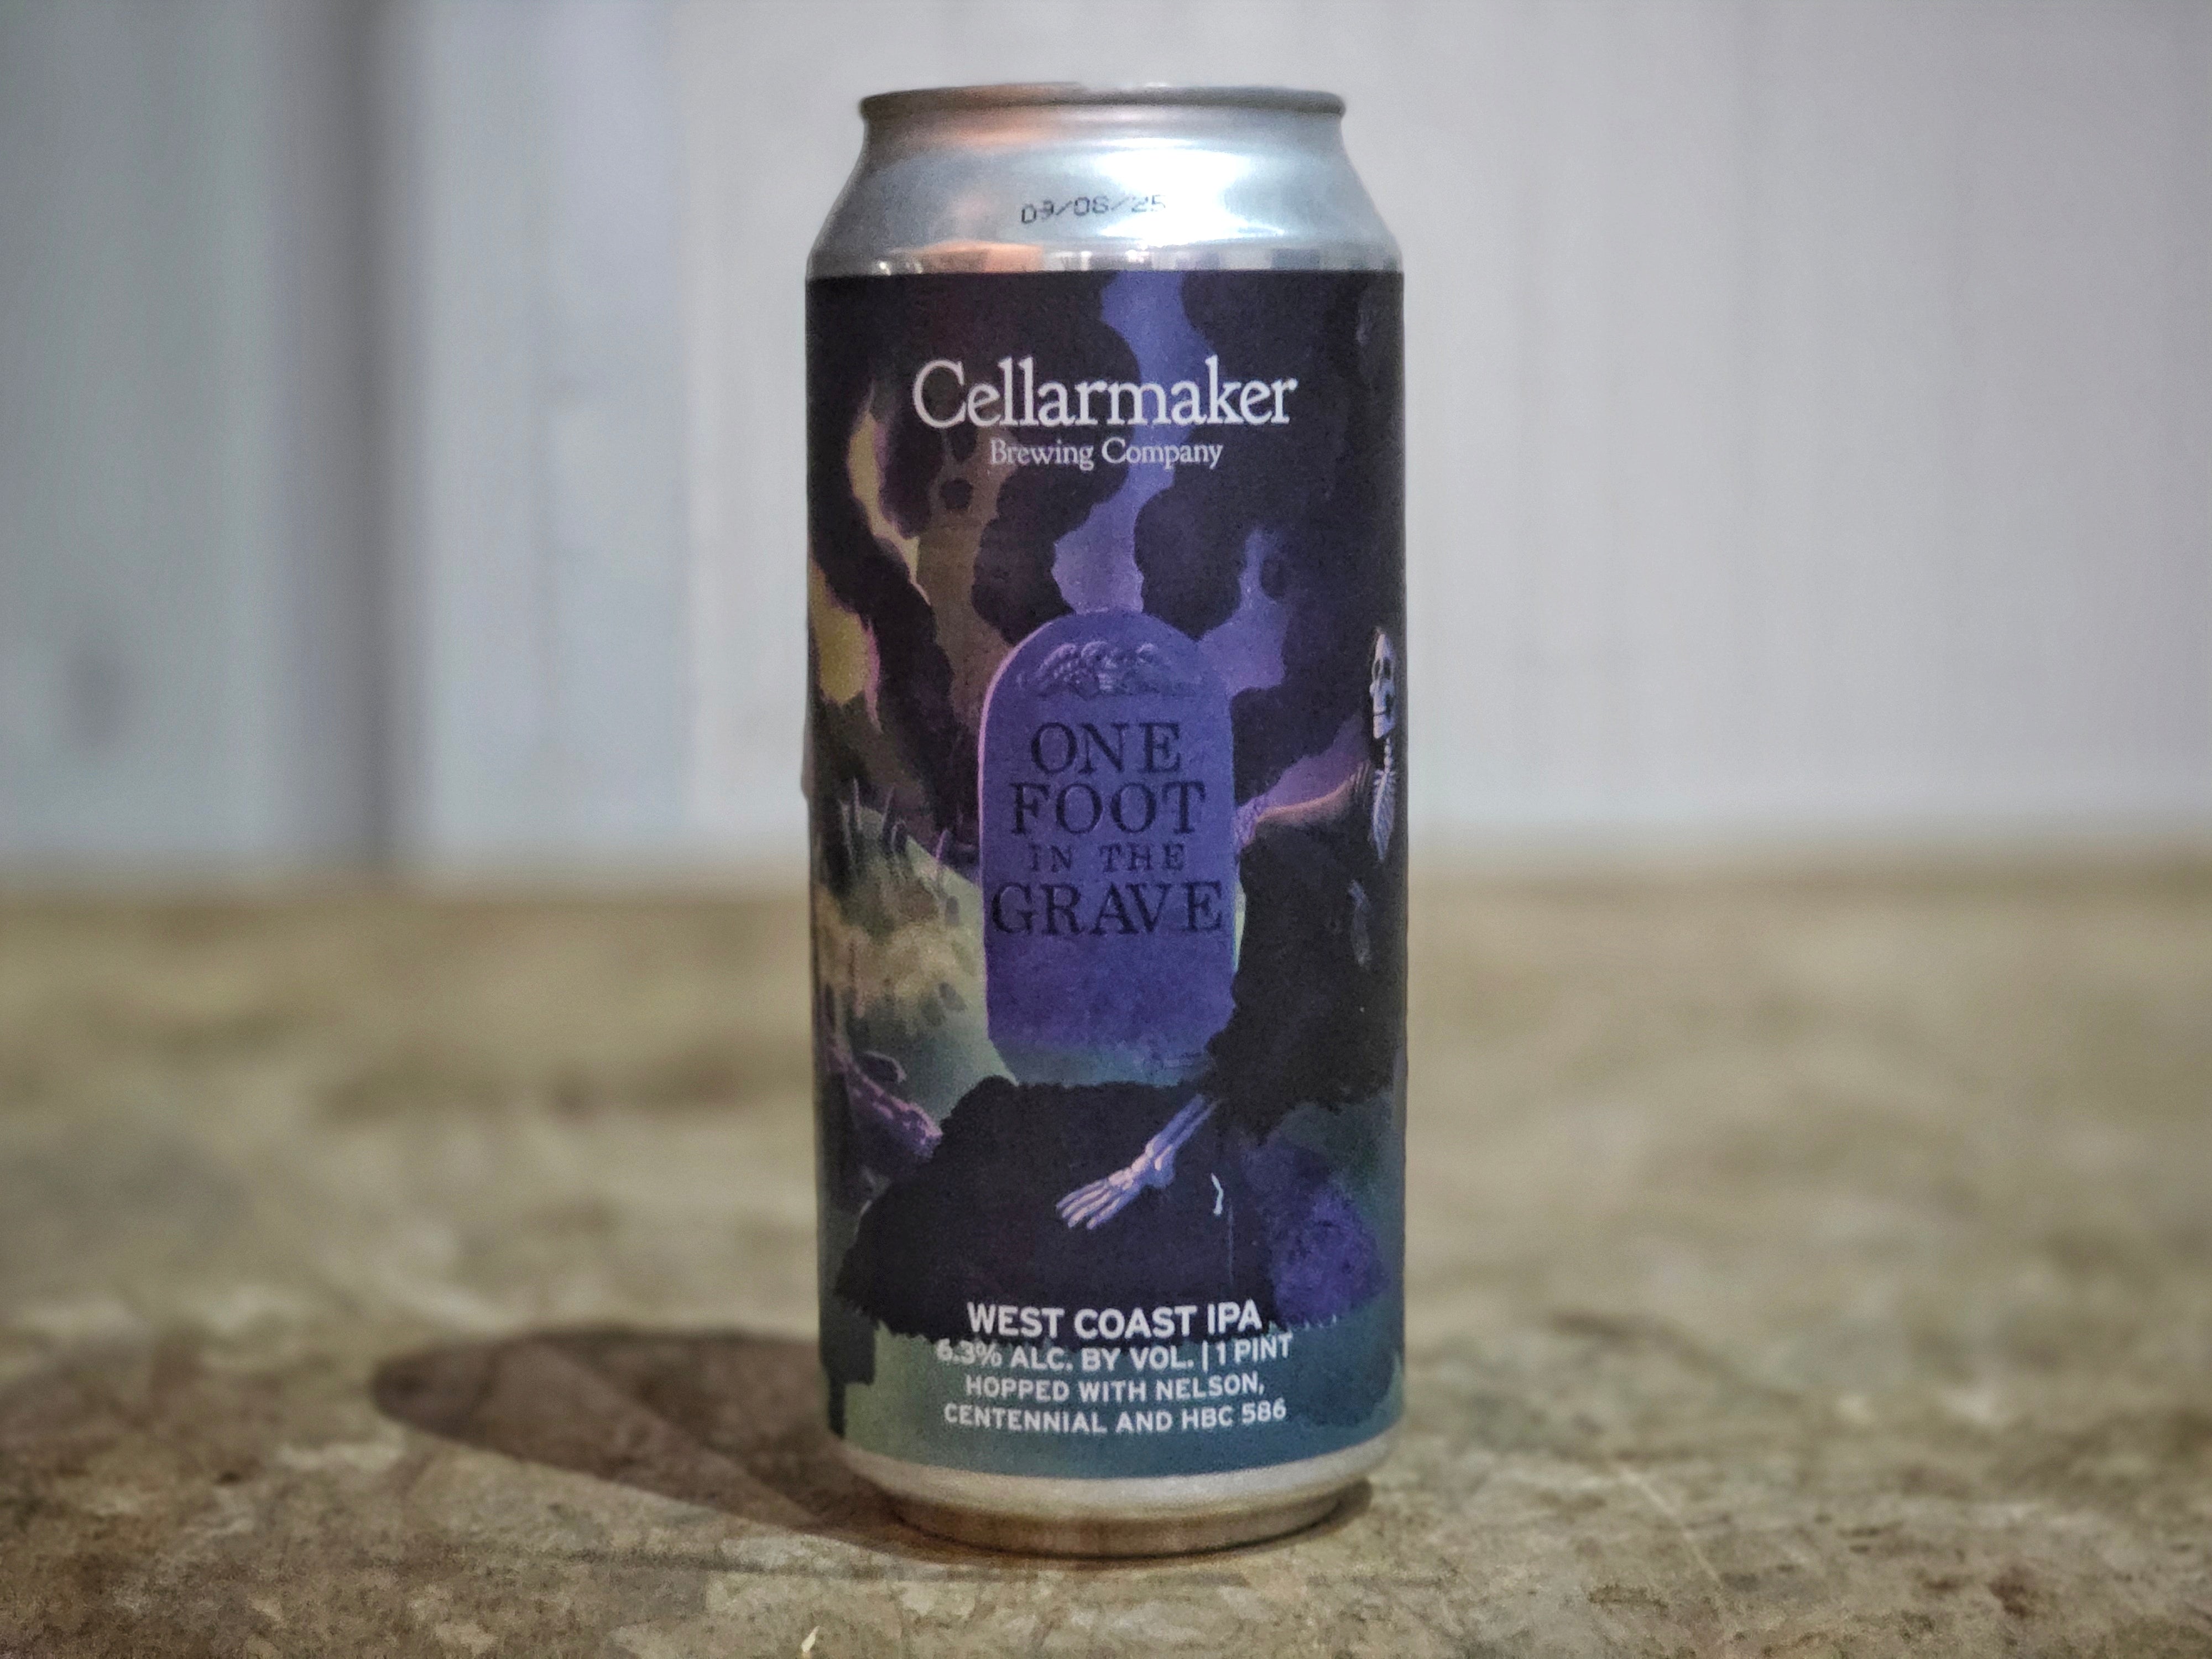 09/08/25
Cellarmaker
Brewing Company
ONE
FOOT
IN THE
GRAVE
WEST COAST IPA
6.3% ALC. BY VOL. | 1 PINT
HOPPED WITH NELSON,
CENTENNIAL AND HBC 586